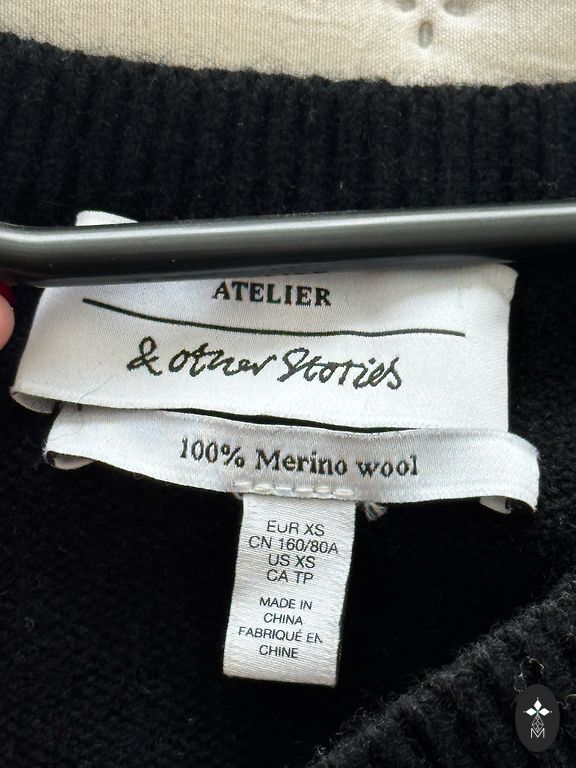 ATELIER
& other Stories
100% Merino wool
EUR XS
CN 160/80A
US XS
CA TP
MADE IN
CHINA
FABRIQUÉ EN
CHINE
M